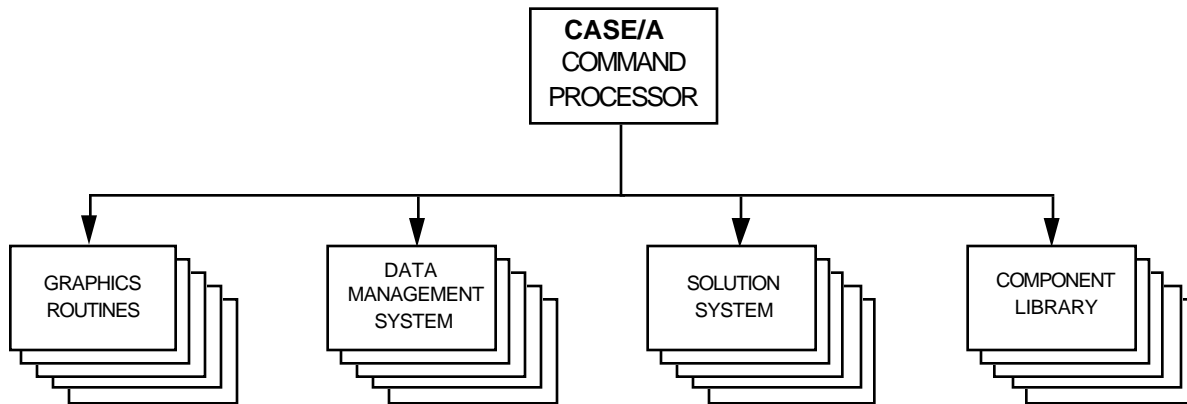 CASE/A
COMMAND
PROCESSOR
GRAPHICS
ROUTINES
DATA
MANAGEMENT
SYSTEM
SOLUTION
SYSTEM
COMPONENT
LIBRARY